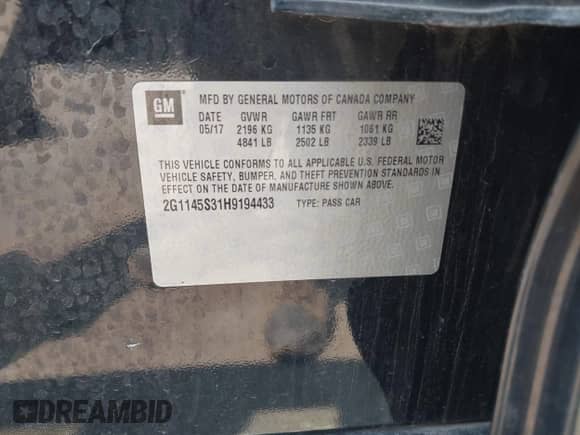 GM
MFD BY GENERAL MOTORS OF CANADA COMPANY
DATE GVWR GAWR FRT GAWR RR
05/17 2196 KG 1135 KG 1061 KG
4841 LB 2502 LB 2339 LB
THIS VEHICLE CONFORMS TO ALL APPLICABLE U.S. FEDERAL MOTOR
VEHICLE SAFETY, BUMPER, AND THEFT PREVENTION STANDARDS IN
EFFECT ON THE DATE OF MANUFACTURE SHOWN ABOVE.
2G1145S31H9194433 TYPE: PASS CAR
DREAMBID